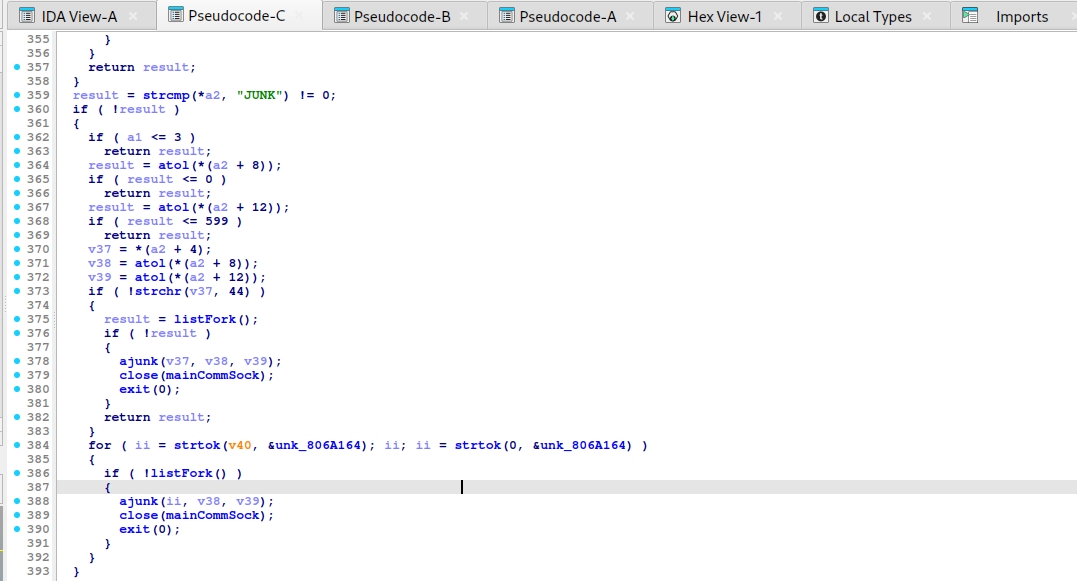 IDA View-A Pseudocode-C Pseudocode-B Pseudocode-A Hex View-1 Local Types Imports
355 }
356 }
357 return result;
358 }
359 result = strcmp(*a2, "JUNK") != 0;
360 if ( !result )
361 {
362 if ( a1 <= 3 )
363 return result;
364 result = atol(*(a2 + 8));
365 if ( result <= 0 )
366 return result;
367 result = atol(*(a2 + 12));
368 if ( result <= 599 )
369 return result;
370 v37 = *(a2 + 4);
371 v38 = atol(*(a2 + 8));
372 v39 = atol(*(a2 + 12));
373 if ( !strchr(v37, 44) )
374 {
375 result = listFork();
376 if ( !result )
377 {
378 ajunk(v37, v38, v39);
379 close(mainCommSock);
380 exit(0);
381 }
382 return result;
383 }
384 for ( ii = strtok(v40, &unk_806A164); ii; ii = strtok(0, &unk_806A164) )
385 {
386 if ( !listFork() )
387 {
388 ajunk(ii, v38, v39);
389 close(mainCommSock);
390 exit(0);
391 }
392 }
393 }